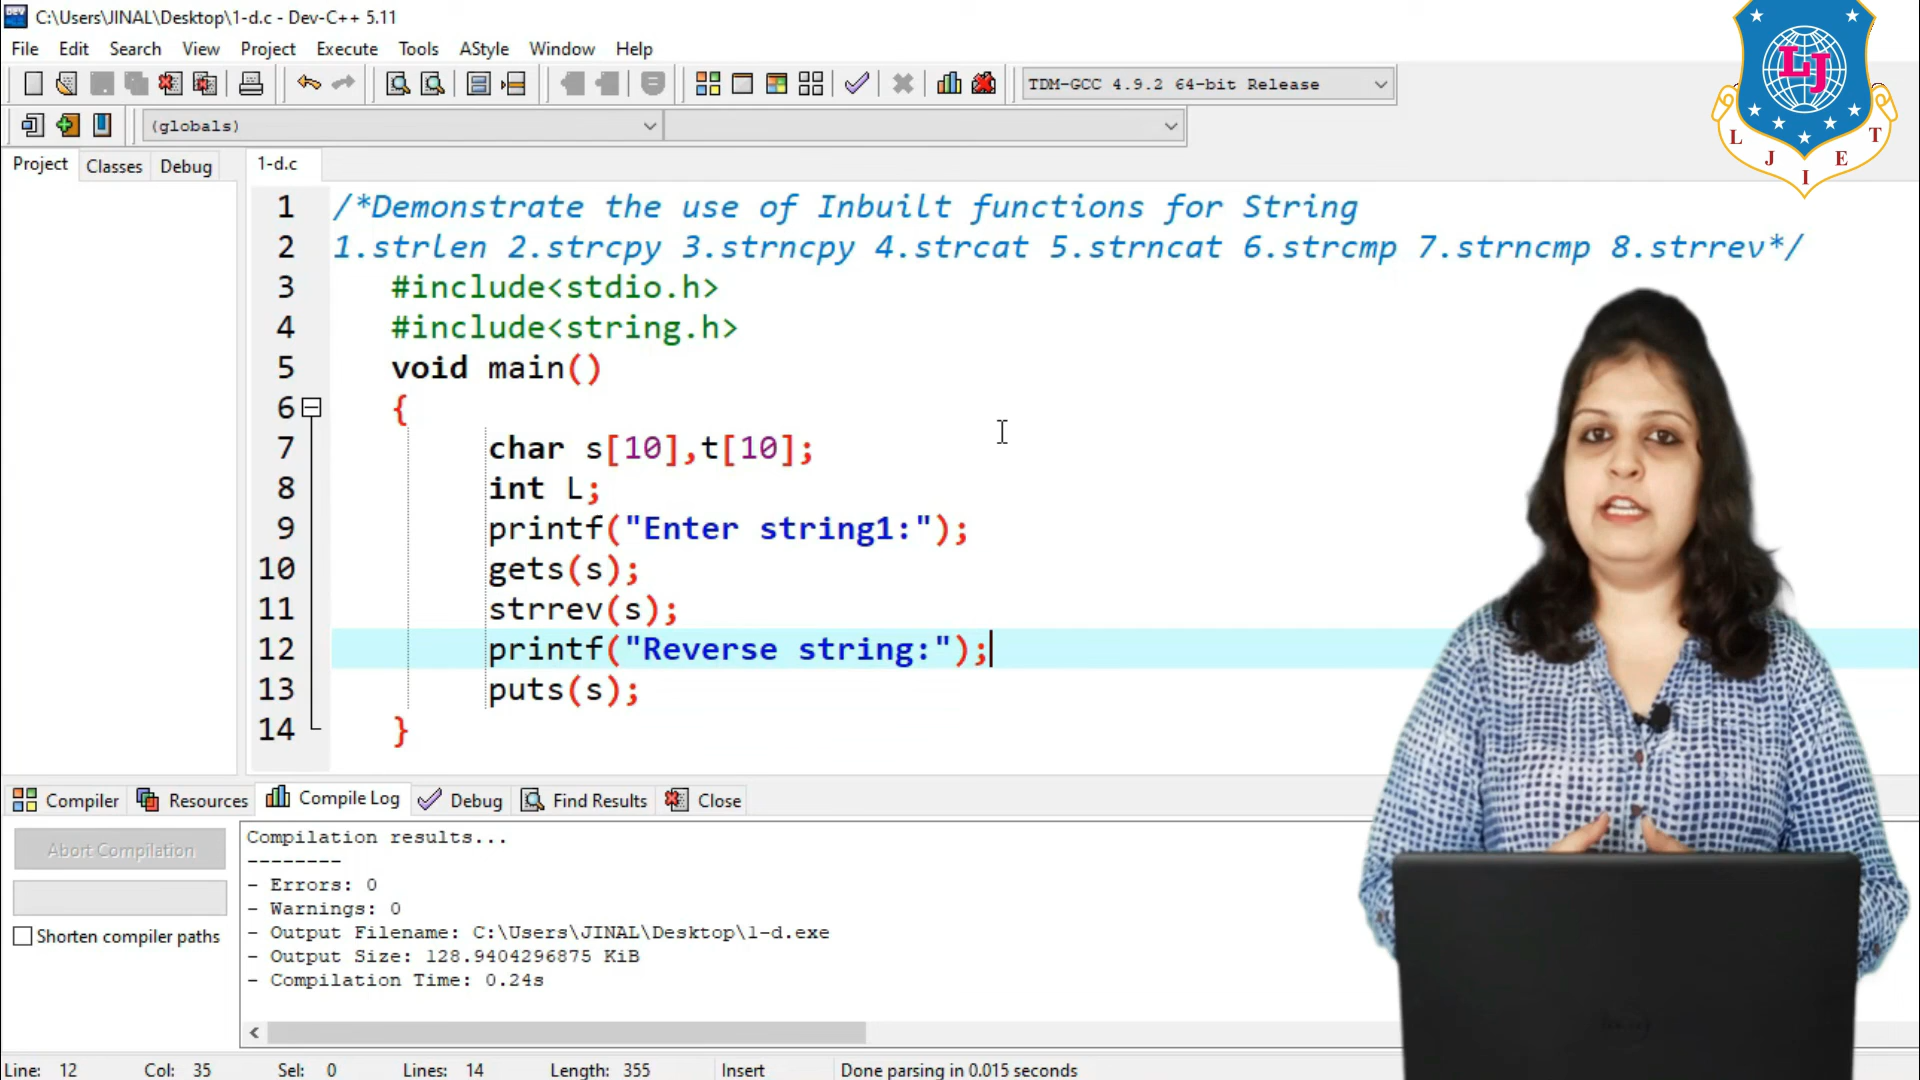 C:\Users\JINAL\Desktop\1-d.c - Dev-C++ 5.11
File Edit Search View Project Execute Tools AStyle Window Help
TDM-GCC 4.9.2 64-bit Release
(globals)
Project Classes Debug 1-d.c
LJ
L J I E T
1 /*Demonstrate the use of Inbuilt functions for String
2 1.strlen 2.strcpy 3.strncpy 4.strcat 5.strncat 6.strcmp 7.strncmp 8.strrev*/
3 #include<stdio.h>
4 #include<string.h>
5 void main()
6 {
7 char s[10],t[10];
8 int L;
9 printf("Enter string1:");
10 gets(s);
11 strrev(s);
12 printf("Reverse string:");
13 puts(s);
14 }
Compiler Resources Compile Log Debug Find Results Close
Abort Compilation
Shorten compiler paths
Compilation results...
--------
- Errors: 0
- Warnings: 0
- Output Filename: C:\Users\JINAL\Desktop\1-d.exe
- Output Size: 128.9404296875 KiB
- Compilation Time: 0.24s
Line: 12 Col: 35 Sel: 0 Lines: 14 Length: 355 Insert Done parsing in 0.015 seconds